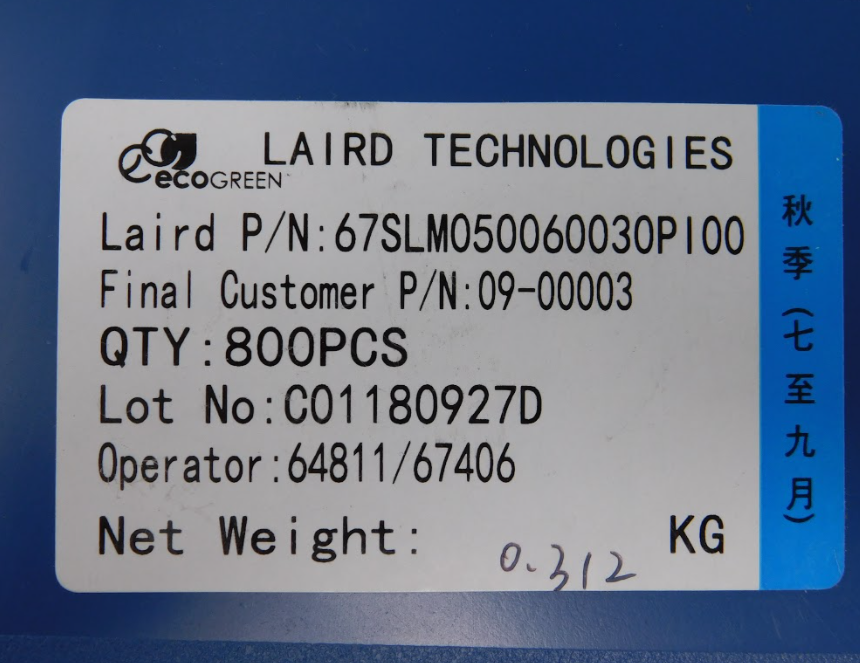 LAIRD TECHNOLOGIES
ecoGREEN
Laird P/N:67SLM050060030PI00
Final Customer P/N:09-00003
QTY:800PCS
Lot No:C01180927D
Operator:64811/67406
Net Weight: 0.312 KG
秋季(七至九月)